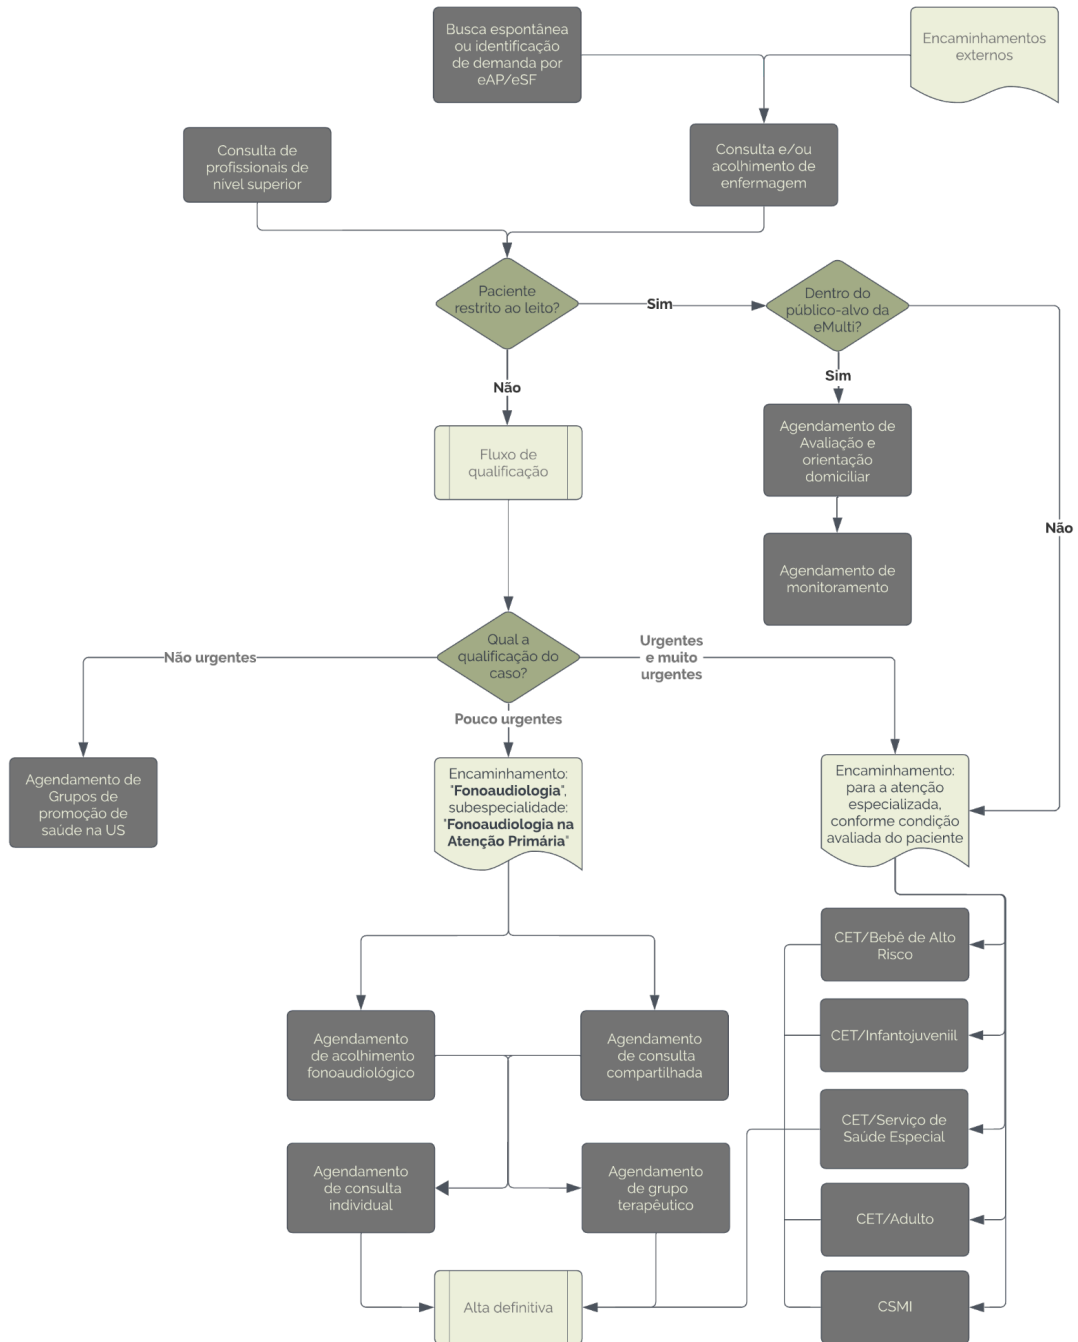 Busca espontânea
ou identificação
de demanda por
eAP/eSF
Encaminhamentos
externos
Consulta de
profissionais de
nível superior
Consulta e/ou
acolhimento de
enfermagem
Paciente
restrito ao leito?
Sim
Dentro do
público-alvo da
eMulti?
Não
Sim
Fluxo de
qualificação
Agendamento de
Avaliação e
orientação
domiciliar
Não
Agendamento de
monitoramento
Qual a
qualificação do
caso?
Não urgentes
Urgentes
e muito
urgentes
Pouco urgentes
Agendamento de
Grupos de
promoção de
saúde na US
Encaminhamento:
"Fonoaudiologia",
subespecialidade:
"Fonoaudiologia na
Atenção Primária"
Encaminhamento:
para a atenção
especializada,
conforme condição
avaliada do paciente
CET/Bebê de Alto
Risco
Agendamento
de acolhimento
fonoaudiológico
Agendamento
de consulta
compartilhada
CET/Infantojuveniil
CET/Serviço de
Saúde Especial
Agendamento
de consulta
individual
Agendamento
de grupo
terapêutico
CET/Adulto
Alta definitiva
CSMI